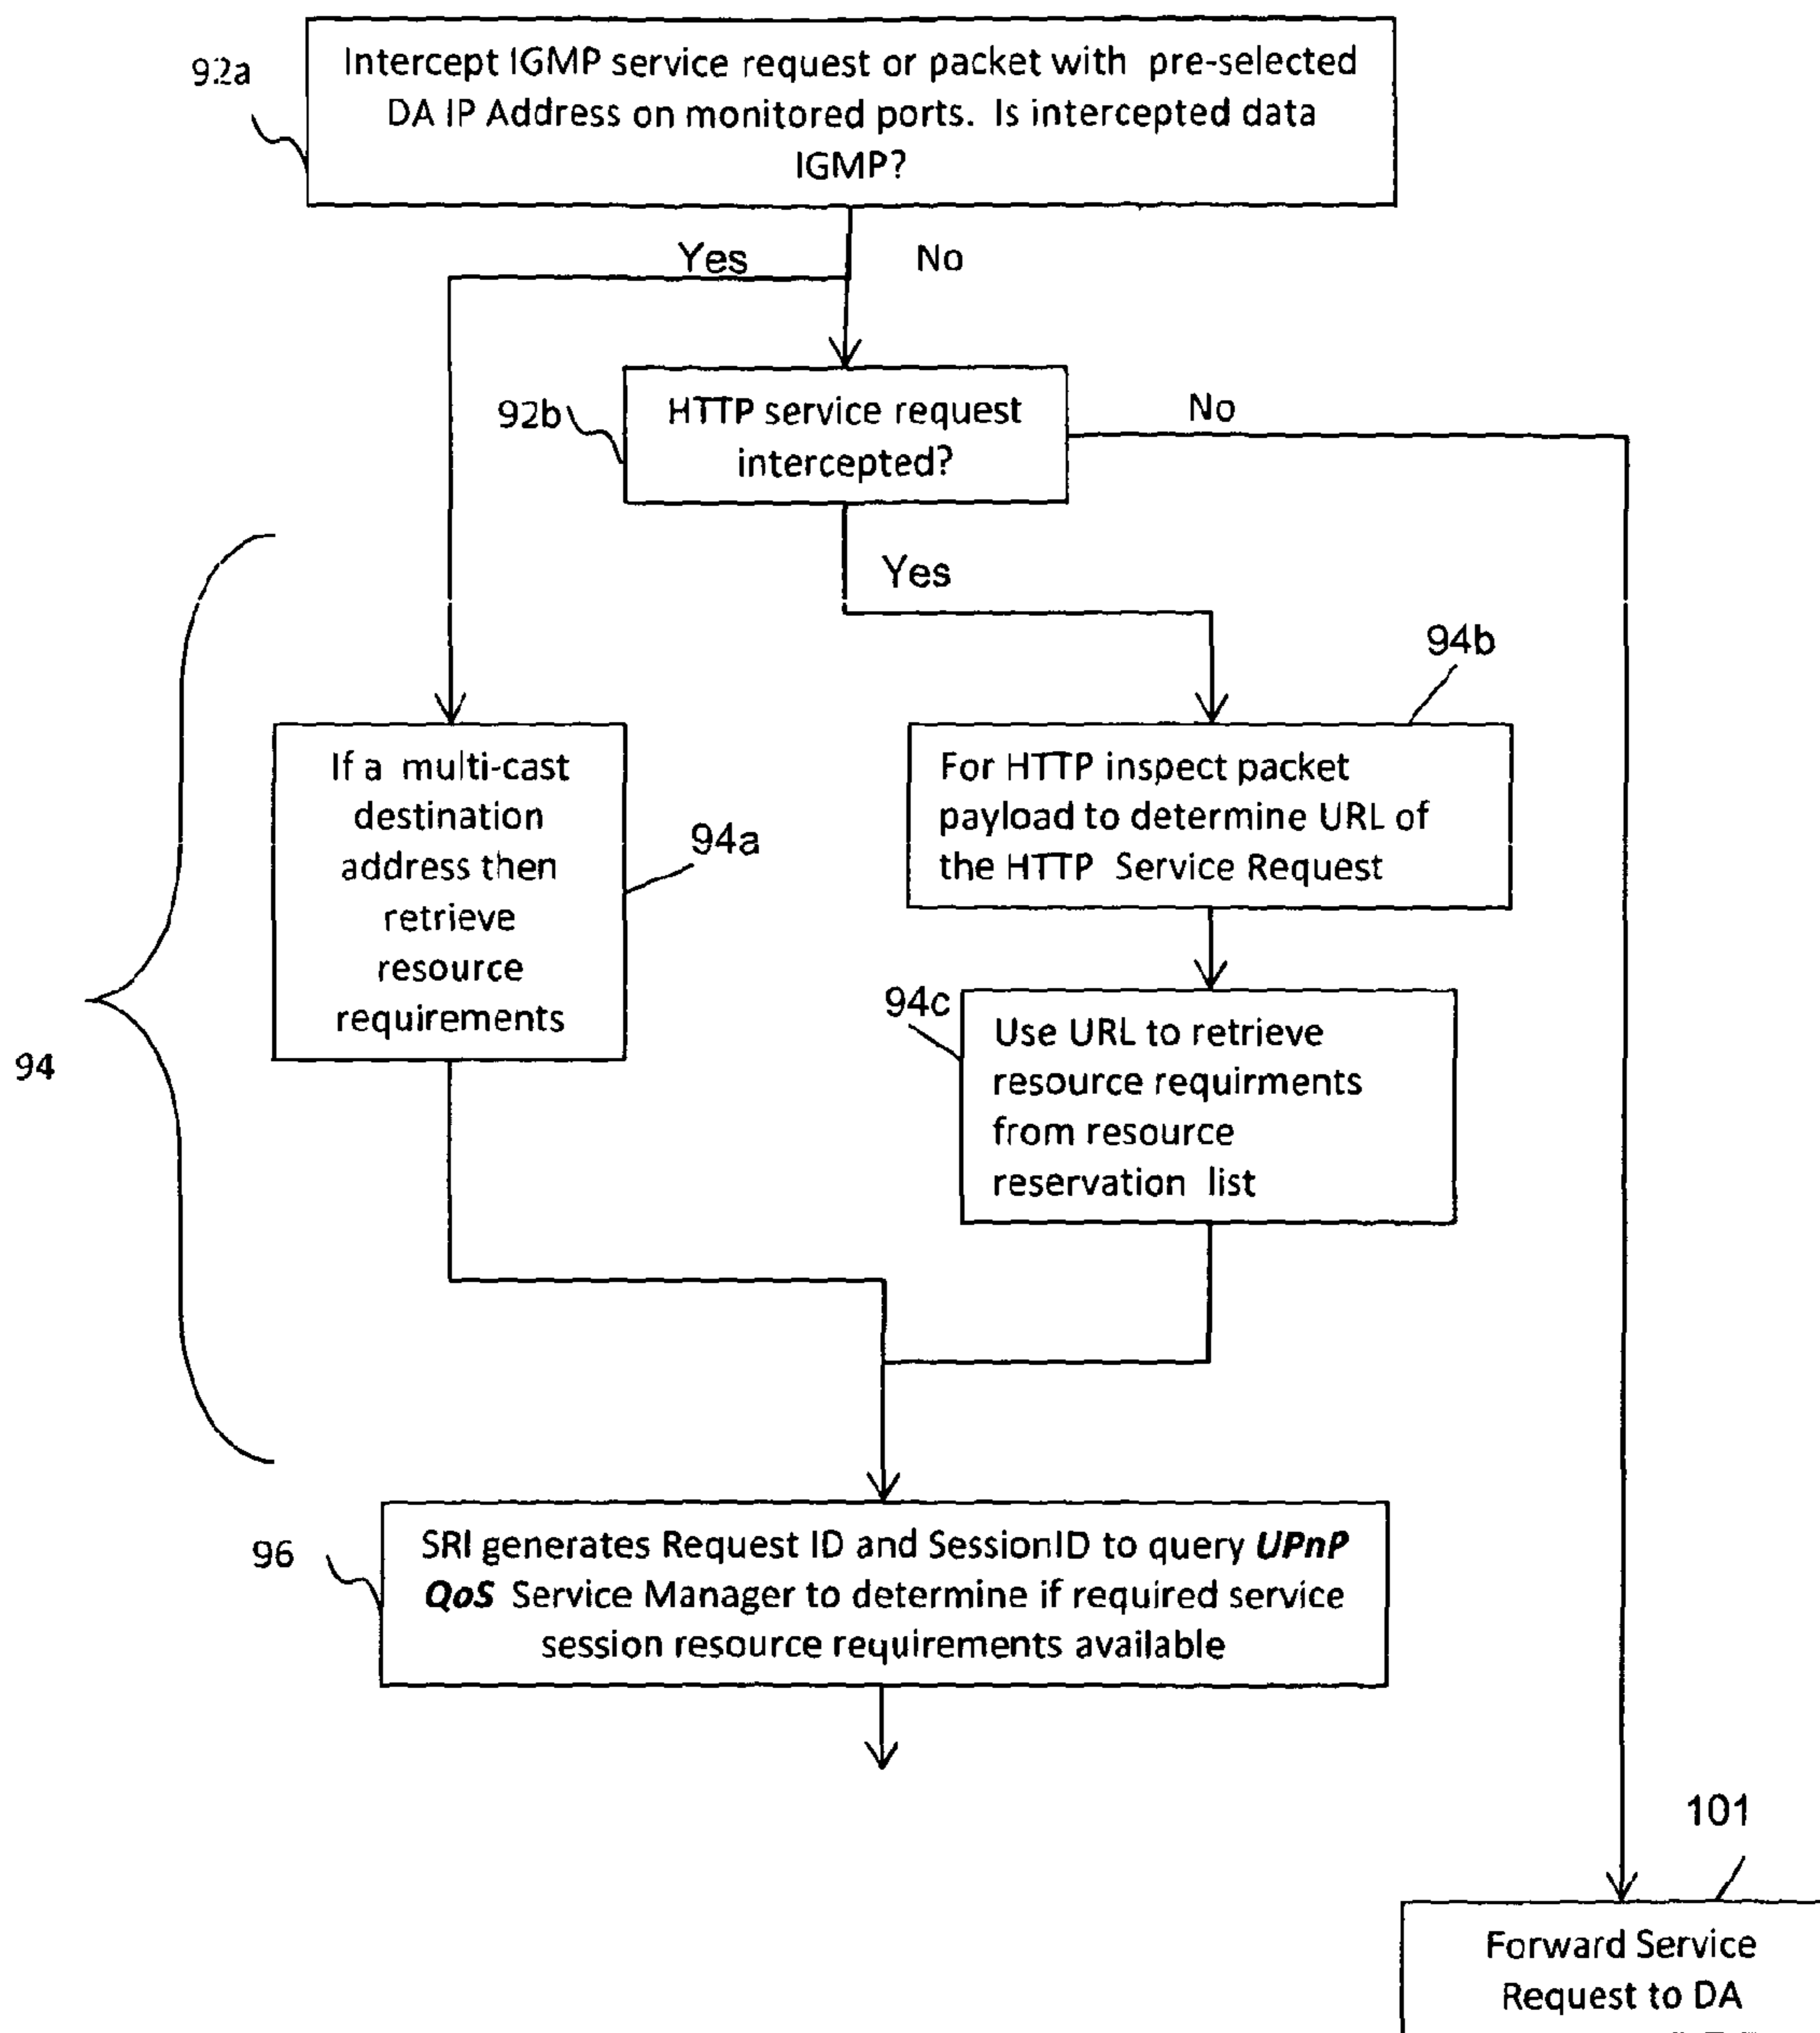 92a
Intercept IGMP service request or packet with pre-selected
DA IP Address on monitored ports. Is intercepted data
IGMP?
Yes
No
92b
HTTP service request
intercepted?
No
Yes
94b
If a multi-cast
destination
address then
retrieve
resource
requirements
94a
For HTTP inspect packet
payload to determine URL of
the HTTP Service Request
94c
Use URL to retrieve
resource requirments
from resource
reservation list
94
96
SRI generates Request ID and SessionID to query UPnP
QoS Service Manager to determine if required service
session resource requirements available
101
Forward Service
Request to DA